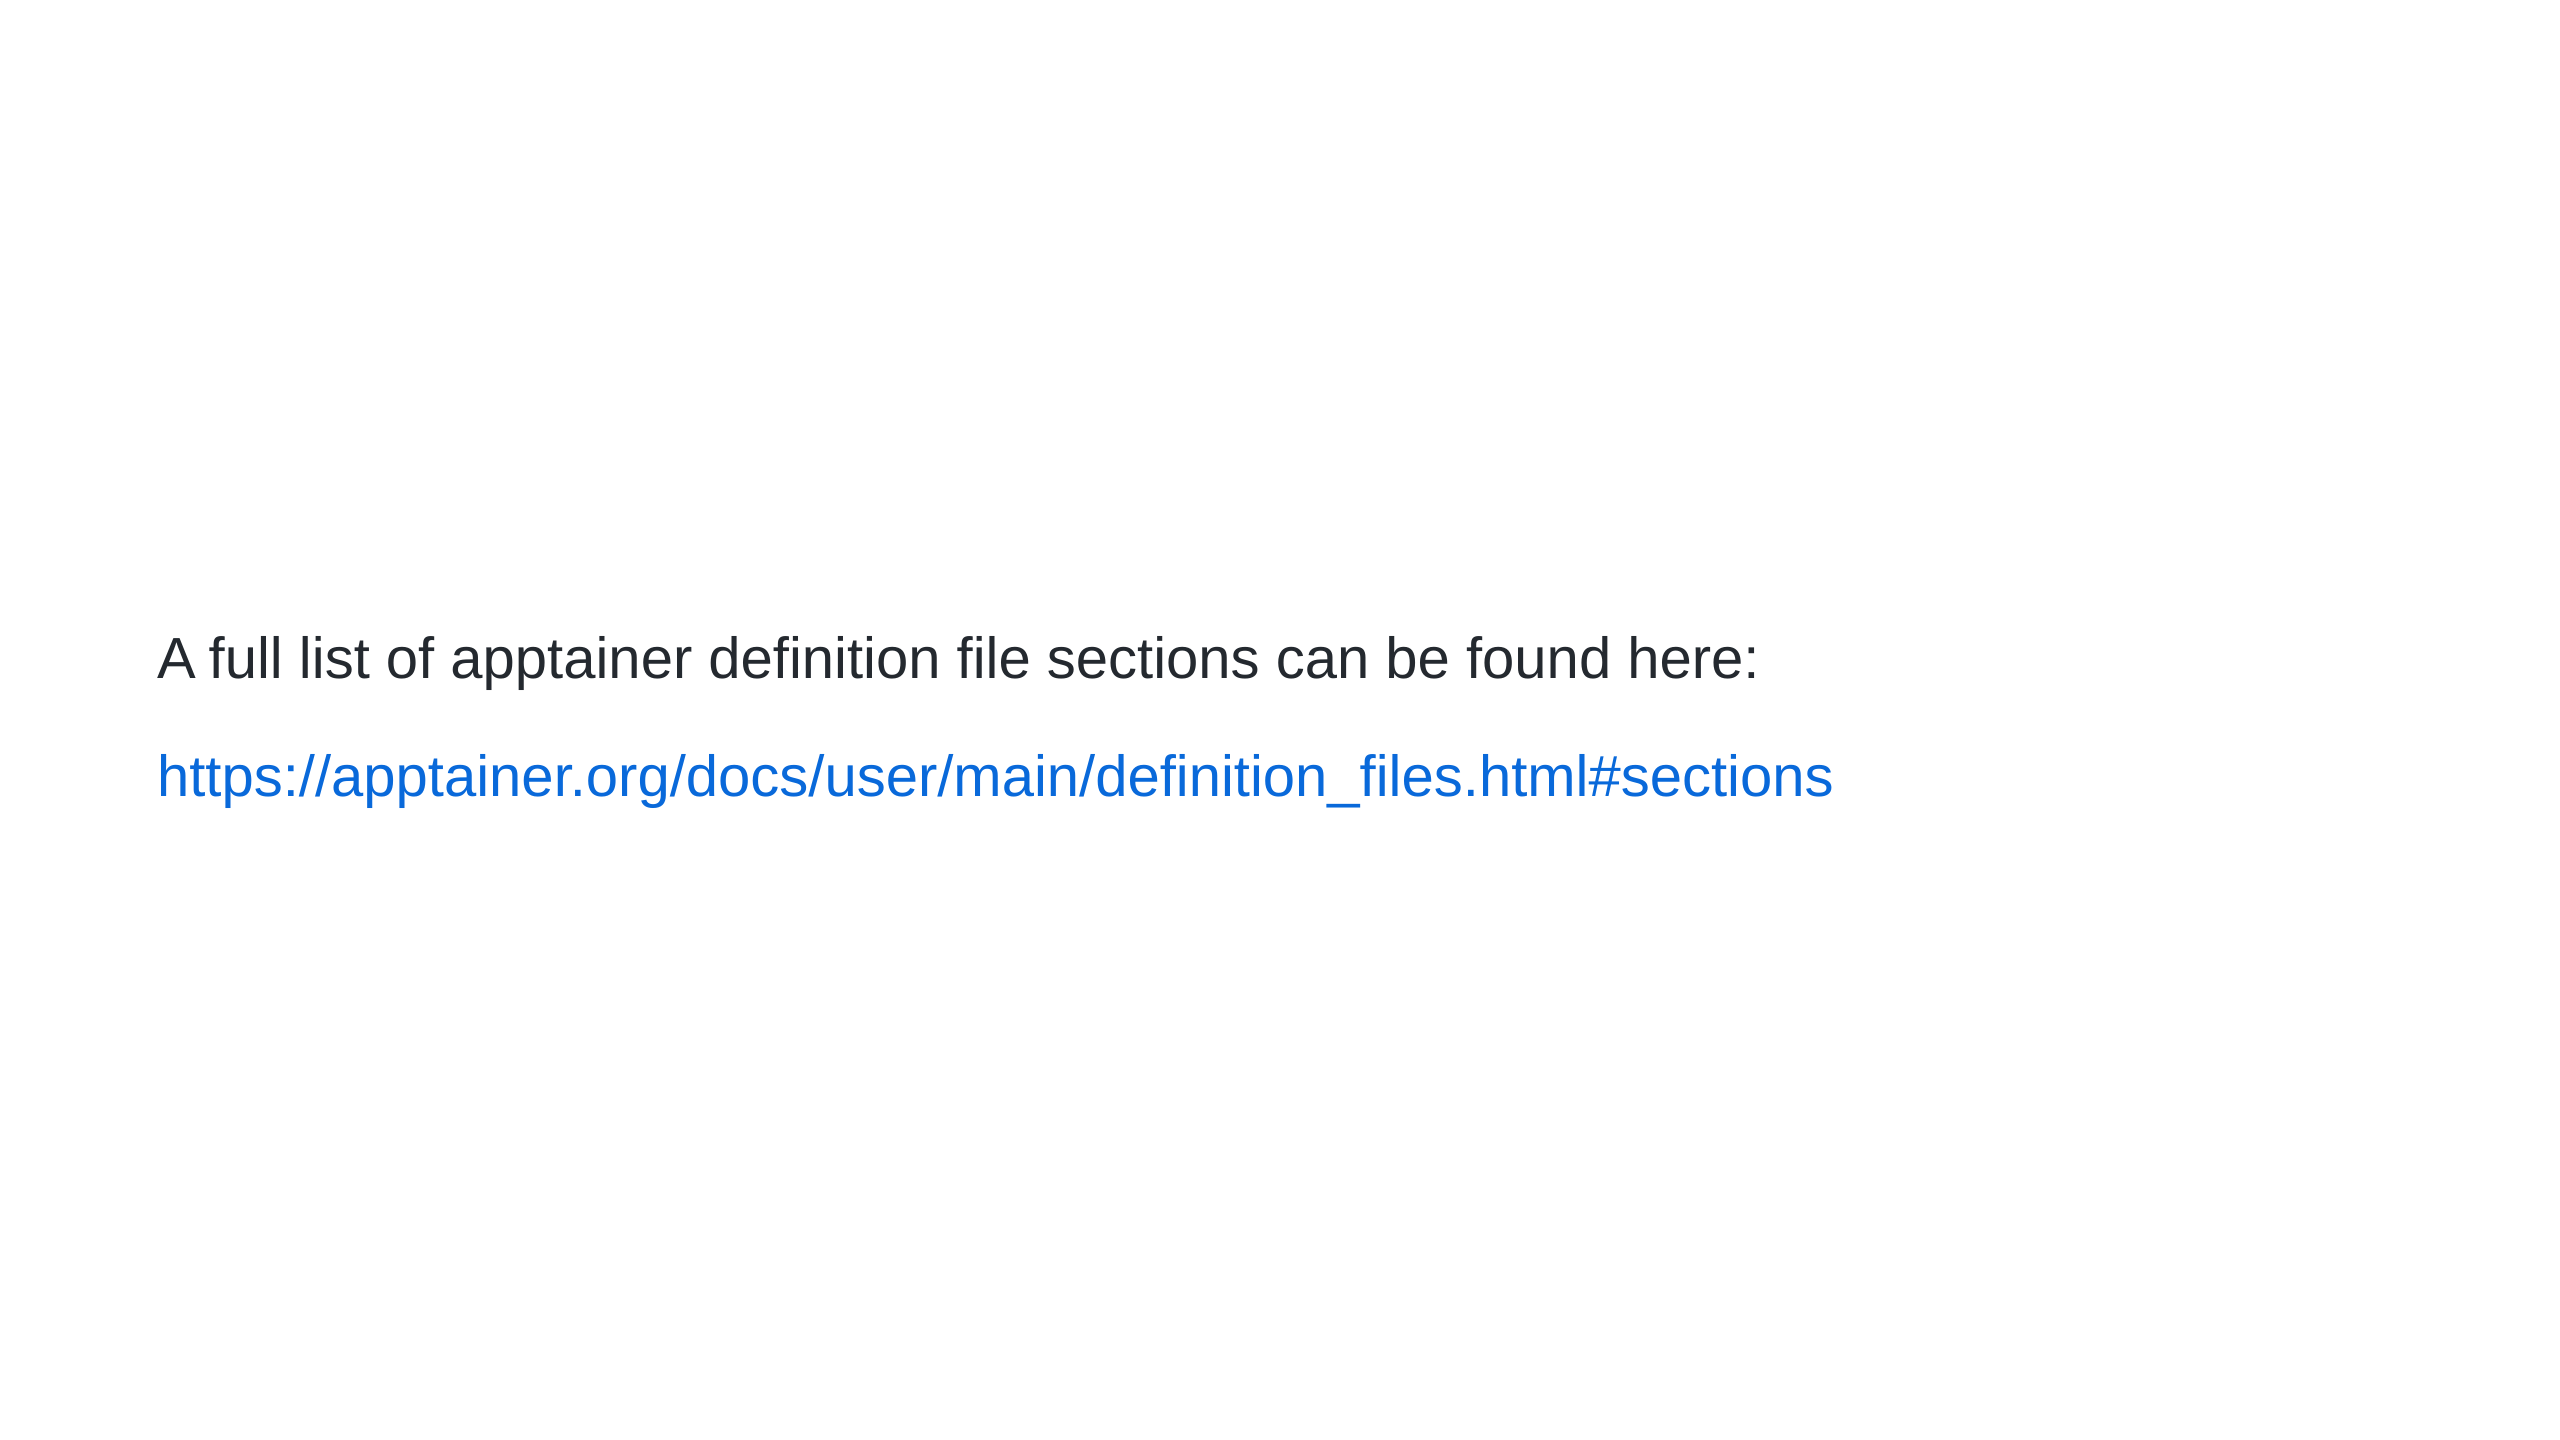 A full list of apptainer definition file sections can be found here:
https://apptainer.org/docs/user/main/definition_files.html#sections